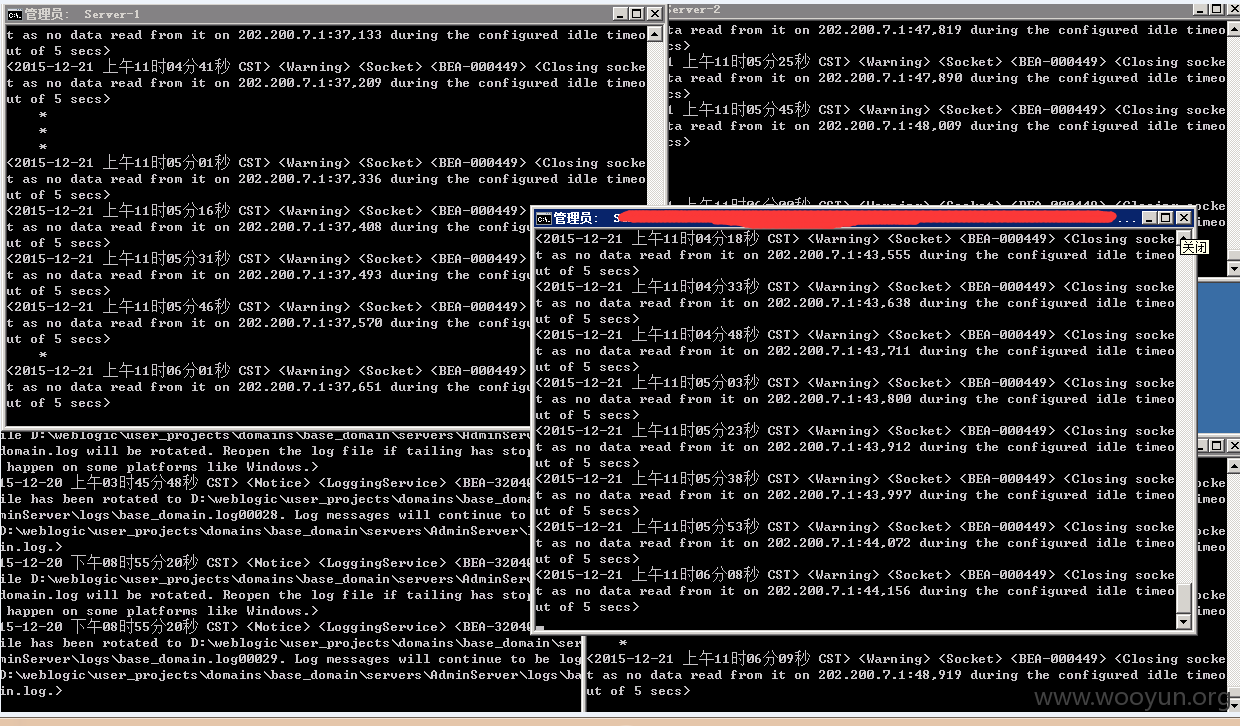 管理员: Server-1
t as no data read from it on 202.200.7.1:37,133 during the configured idle timeo
ut of 5 secs>
<2015-12-21 上午11时04分41秒 CST> <Warning> <Socket> <BEA-000449> <Closing socke
t as no data read from it on 202.200.7.1:37,209 during the configured idle timeo
ut of 5 secs>
*
*
*
<2015-12-21 上午11时05分01秒 CST> <Warning> <Socket> <BEA-000449> <Closing socke
t as no data read from it on 202.200.7.1:37,336 during the configured idle timeo
ut of 5 secs>
<2015-12-21 上午11时05分16秒 CST> <Warning> <Socket> <BEA-000449>
t as no data read from it on 202.200.7.1:37,408 during the config
ut of 5 secs>
<2015-12-21 上午11时05分31秒 CST> <Warning> <Socket> <BEA-000449>
t as no data read from it on 202.200.7.1:37,493 during the configu
ut of 5 secs>
<2015-12-21 上午11时05分46秒 CST> <Warning> <Socket> <BEA-000449>
t as no data read from it on 202.200.7.1:37,570 during the configu
ut of 5 secs>
*
<2015-12-21 上午11时06分01秒 CST> <Warning> <Socket> <BEA-000449>
t as no data read from it on 202.200.7.1:37,651 during the configu
ut of 5 secs>
erver-2
ta read from it on 202.200.7.1:47,819 during the configured idle timeo
cs>
1 上午11时05分25秒 CST> <Warning> <Socket> <BEA-000449> <Closing socke
ta read from it on 202.200.7.1:47,890 during the configured idle timeo
cs>
1 上午11时05分45秒 CST> <Warning> <Socket> <BEA-000449> <Closing socke
ta read from it on 202.200.7.1:48,009 during the configured idle timeo
cs>
管理员: S ...
关闭
<2015-12-21 上午11时04分18秒 CST> <Warning> <Socket> <BEA-000449> <Closing socke
t as no data read from it on 202.200.7.1:43,555 during the configured idle timeo
ut of 5 secs>
<2015-12-21 上午11时04分33秒 CST> <Warning> <Socket> <BEA-000449> <Closing socke
t as no data read from it on 202.200.7.1:43,638 during the configured idle timeo
ut of 5 secs>
<2015-12-21 上午11时04分48秒 CST> <Warning> <Socket> <BEA-000449> <Closing socke
t as no data read from it on 202.200.7.1:43,711 during the configured idle timeo
ut of 5 secs>
<2015-12-21 上午11时05分03秒 CST> <Warning> <Socket> <BEA-000449> <Closing socke
t as no data read from it on 202.200.7.1:43,800 during the configured idle timeo
ut of 5 secs>
<2015-12-21 上午11时05分23秒 CST> <Warning> <Socket> <BEA-000449> <Closing socke
t as no data read from it on 202.200.7.1:43,912 during the configured idle timeo
ut of 5 secs>
<2015-12-21 上午11时05分38秒 CST> <Warning> <Socket> <BEA-000449> <Closing socke
t as no data read from it on 202.200.7.1:43,997 during the configured idle timeo
ut of 5 secs>
<2015-12-21 上午11时05分53秒 CST> <Warning> <Socket> <BEA-000449> <Closing socke
t as no data read from it on 202.200.7.1:44,072 during the configured idle timeo
ut of 5 secs>
<2015-12-21 上午11时06分08秒 CST> <Warning> <Socket> <BEA-000449> <Closing socke
t as no data read from it on 202.200.7.1:44,156 during the configured idle timeo
ut of 5 secs>
ile D:\weblogic\user_projects\domains\base_domain\servers\AdminSer
domain.log will be rotated. Reopen the log file if tailing has stop
happen on some platforms like Windows.>
15-12-20 上午03时45分48秒 CST> <Notice> <LoggingService> <BEA-32040
ile has been rotated to D:\weblogic\user_projects\domains\base_doma
minServer\logs\base_domain.log00028. Log messages will continue to
D:\weblogic\user_projects\domains\base_domain\servers\AdminServer\l
in.log.>
15-12-20 下午08时55分20秒 CST> <Notice> <LoggingService> <BEA-32040
ile D:\weblogic\user_projects\domains\base_domain\servers\AdminSer
domain.log will be rotated. Reopen the log file if tailing has stop
happen on some platforms like Windows.>
15-12-20 下午08时55分20秒 CST> <Notice> <LoggingService> <BEA-32040
ile has been rotated to D:\weblogic\user_projects\domains\base_domain\ser
minServer\logs\base_domain.log00029. Log messages will continue to be log
D:\weblogic\user_projects\domains\base_domain\servers\AdminServer\logs\ba
in.log.>
*
<2015-12-21 上午11时06分09秒 CST> <Warning> <Socket> <BEA-000449> <Closing socke
t as no data read from it on 202.200.7.1:48,919 during the configured idle timeo
ut of 5 secs>
www.wooyun.org